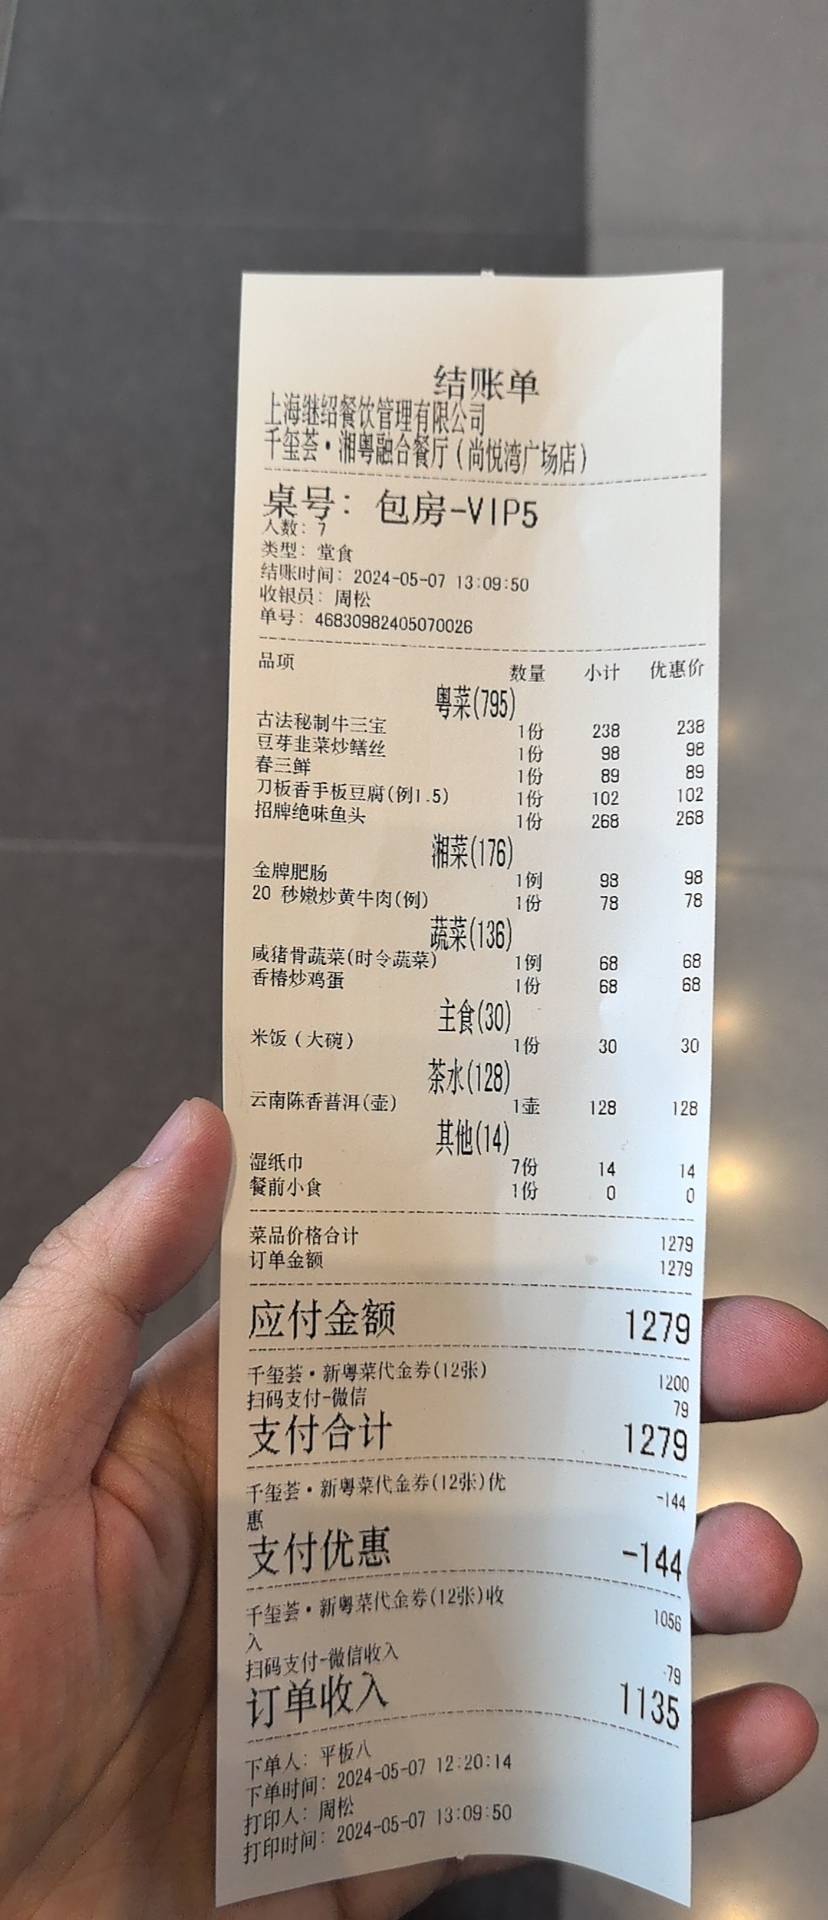 结账单
上海继绍餐饮管理有限公司
千玺荟·湘粤融合餐厅(尚悦湾广场店)
桌号: 包房-VIP5
人数: 7
类型: 堂食
结账时间: 2024-05-07 13:09:50
收银员: 周松
单号: 46830982405070026
品项 数量 小计 优惠价
粤菜(795)
古法秘制牛三宝 1份 238 238
豆芽韭菜炒鳝丝 1份 98 98
春三鲜 1份 89 89
刀板香手板豆腐(例1.5) 1份 102 102
招牌绝味鱼头 1份 268 268
湘菜(176)
金牌肥肠 1例 98 98
20 秒嫩炒黄牛肉(例) 1份 78 78
蔬菜(136)
咸猪骨蔬菜(时令蔬菜) 1例 68 68
香椿炒鸡蛋 1份 68 68
主食(30)
米饭(大碗) 1份 30 30
茶水(128)
云南陈香普洱(壶) 1壶 128 128
其他(14)
湿纸巾 7份 14 14
餐前小食 1份 0 0
菜品价格合计 1279
订单金额 1279
应付金额 1279
千玺荟·新粤菜代金券(12张) 1200
扫码支付-微信 79
支付合计 1279
千玺荟·新粤菜代金券(12张)优 -144
惠
支付优惠 -144
千玺荟·新粤菜代金券(12张)收 1056
入
扫码支付-微信收入 79
订单收入 1135
下单人: 平板八
下单时间: 2024-05-07 12:20:14
打印人: 周松
打印时间: 2024-05-07 13:09:50